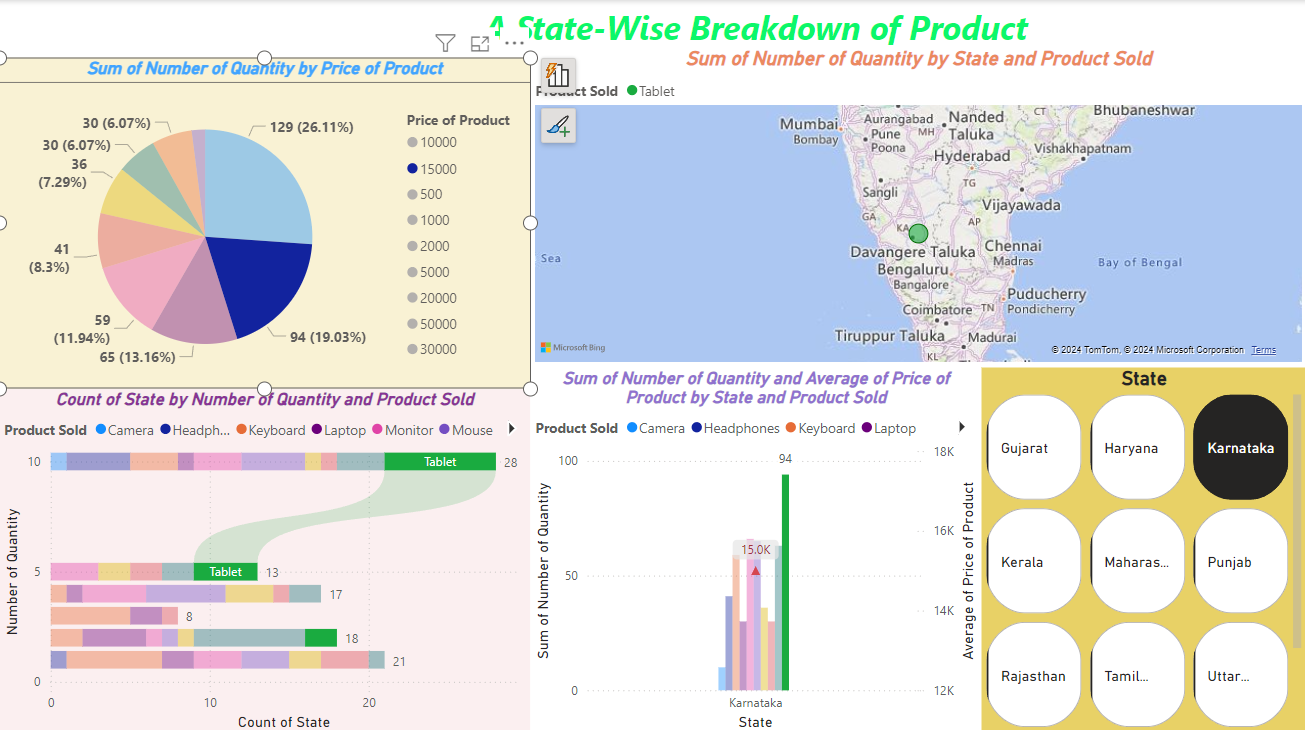 A State-Wise Breakdown of Product
Sum of Number of Quantity by Price of Product
30 (6.07%)
129 (26.11%)
30 (6.07%)
36
(7.29%)
41
(8.3%)
59
(11.94%)
65 (13.16%)
94 (19.03%)
Price of Product
10000
15000
500
1000
2000
5000
20000
50000
30000
Sum of Number of Quantity by State and Product Sold
Product Sold Tablet
Mumbai
Bombay
Aurangabad
Nanded
Taluka
Pune
Poona
MH
CT
Bhubaneshwar
Hyderabad
Vishakhapatnam
TG
Sangli
Vijayawada
GA
KA
AP
Davangere Taluka
Chennai
Madras
Bengaluru
Bangalore
Sea
Bay of Bengal
Puducherry
Pondicherry
Coimbatore
TN
Tiruppur Taluka
Madurai
KL
Microsoft Bing
© 2024 TomTom, © 2024 Microsoft Corporation Terms
Count of State by Number of Quantity and Product Sold
Product Sold Camera Headph... Keyboard Laptop Monitor Mouse
Number of Quantity
10
5
0
Tablet
28
Tablet
13
17
8
18
21
0 10 20
Count of State
Sum of Number of Quantity and Average of Price of
Product by State and Product Sold
Product Sold Camera Headphones Keyboard Laptop
Sum of Number of Quantity
100
50
0
94
15.0K
18K
16K
14K
12K
Average of Price of Product
Karnataka
State
State
Gujarat
Haryana
Karnataka
Kerala
Maharas...
Punjab
Rajasthan
Tamil...
Uttar...